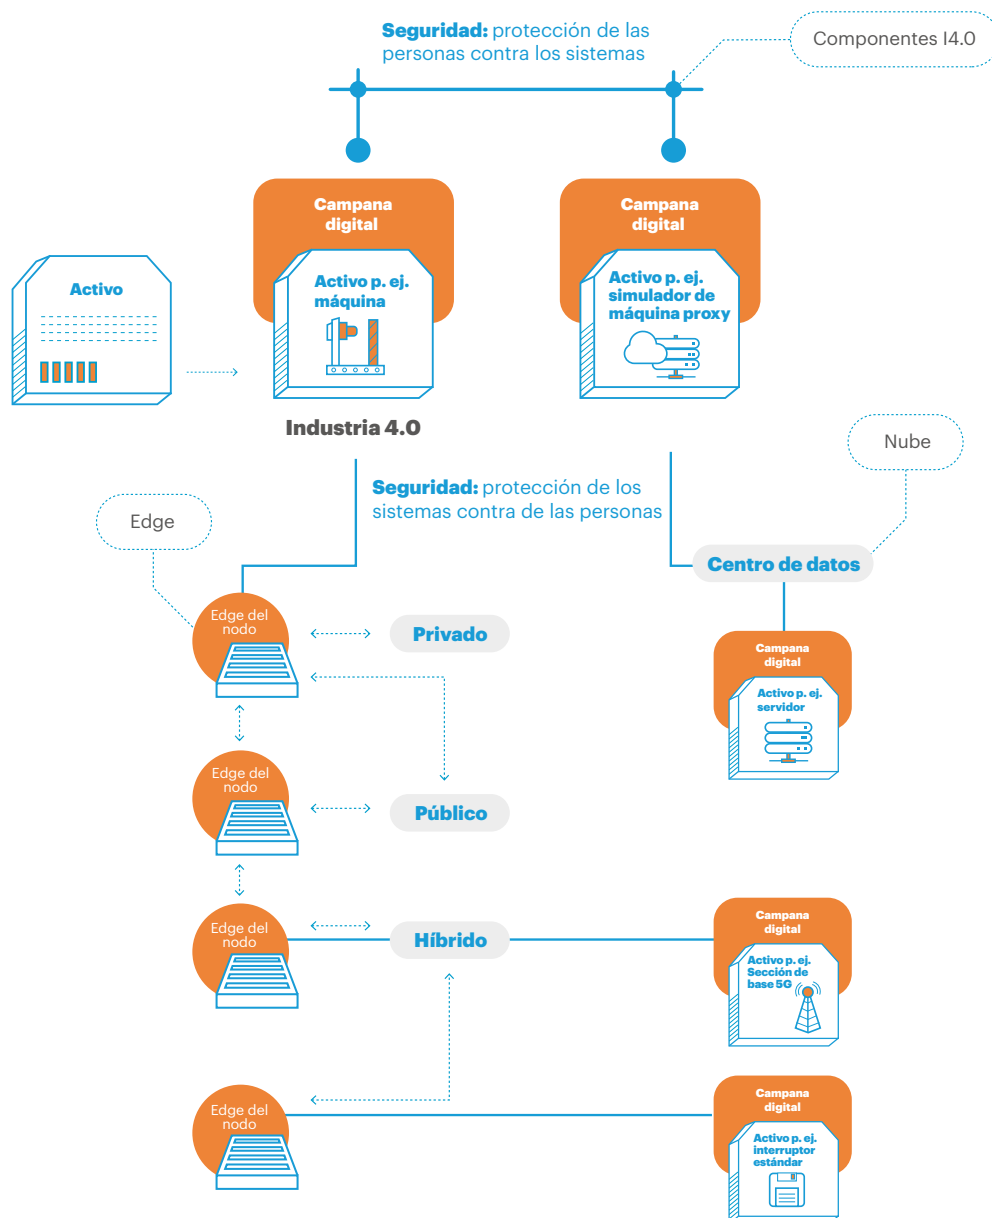 Seguridad: protección de las
personas contra los sistemas
Componentes I4.0
Campana
digital
Activo p. ej.
máquina
Campana
digital
Activo p. ej.
simulador de
máquina proxy
Activo
Industria 4.0
Nube
Seguridad: protección de los
sistemas contra de las personas
Edge
Centro de datos
Edge del
nodo
Privado
Campana
digital
Activo p. ej.
servidor
Edge del
nodo
Público
Edge del
nodo
Híbrido
Campana
digital
Activo p. ej.
Sección de
base 5G
Edge del
nodo
Campana
digital
Activo p. ej.
interruptor
estándar